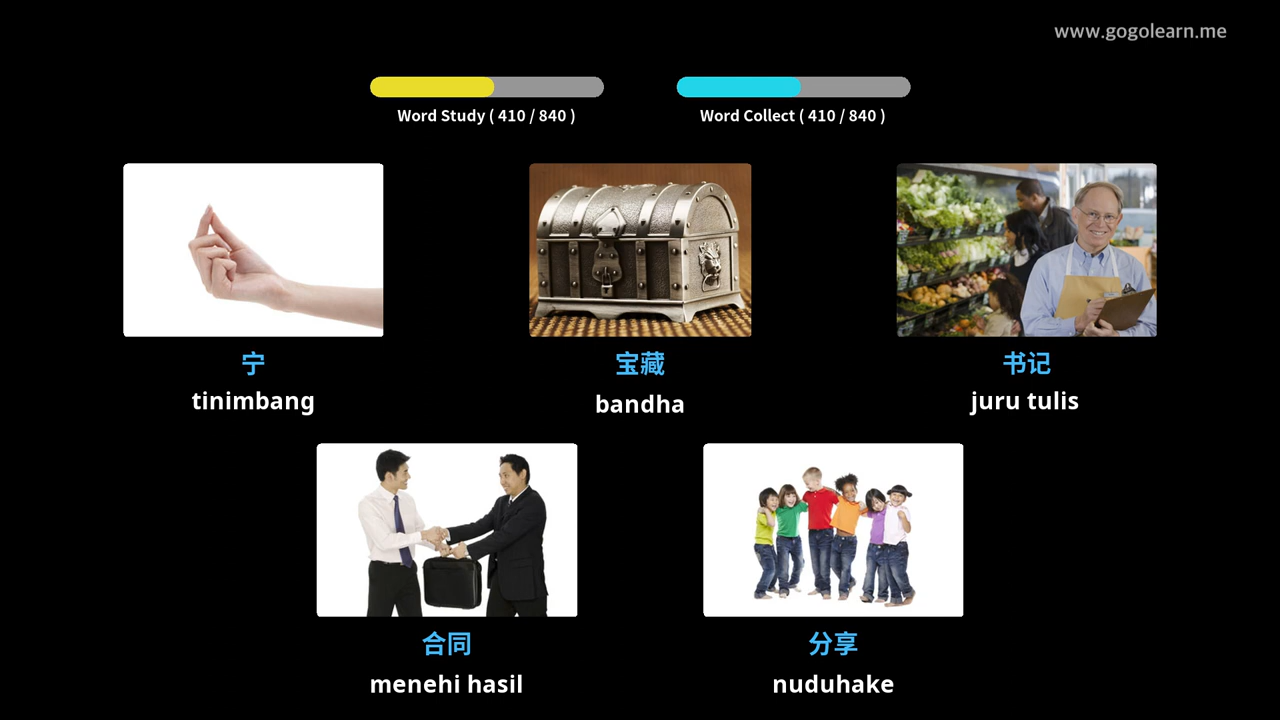 www.gogolearn.me
Word Study ( 410 / 840 )
Word Collect ( 410 / 840 )
宁
tinimbang
宝藏
bandha
书记
juru tulis
合同
menehi hasil
分享
nuduhake